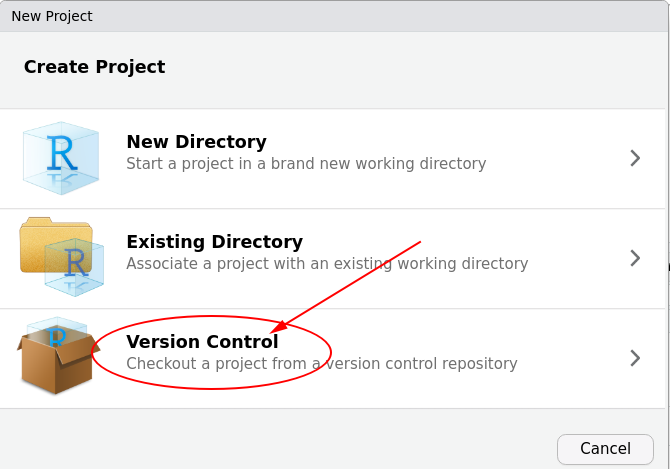 New Project
Create Project
R
New Directory
Start a project in a brand new working directory
R
Existing Directory
Associate a project with an existing working directory
R
Version Control
Checkout a project from a version control repository
Cancel